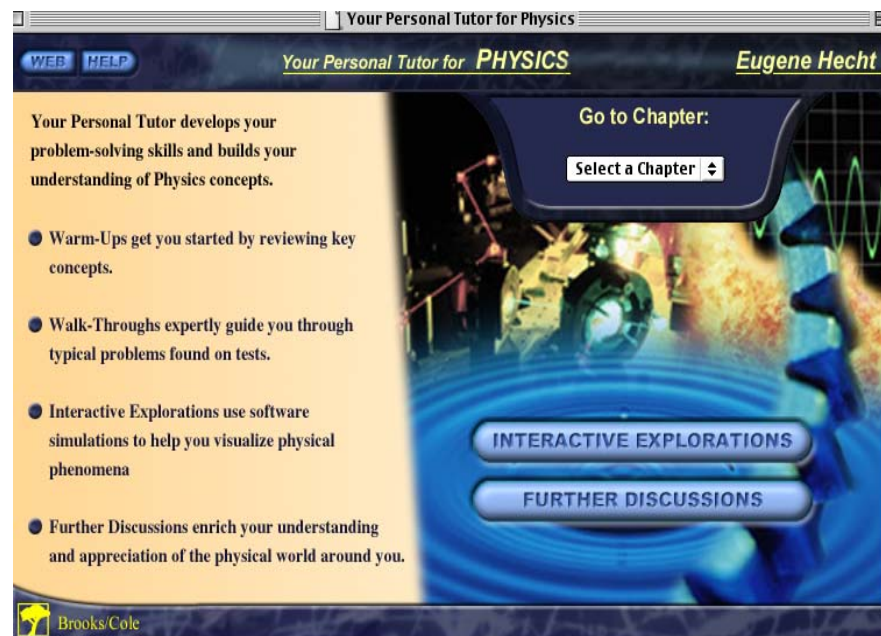 Your Personal Tutor for Physics
WEB HELP
Your Personal Tutor for PHYSICS
Eugene Hecht
Your Personal Tutor develops your
problem-solving skills and builds your
understanding of Physics concepts.
Warm-Ups get you started by reviewing key
concepts.
Walk-Throughs expertly guide you through
typical problems found on tests.
Interactive Explorations use software
simulations to help you visualize physical
phenomena
Further Discussions enrich your understanding
and appreciation of the physical world around you.
Go to Chapter:
Select a Chapter
INTERACTIVE EXPLORATIONS
FURTHER DISCUSSIONS
Brooks/Cole